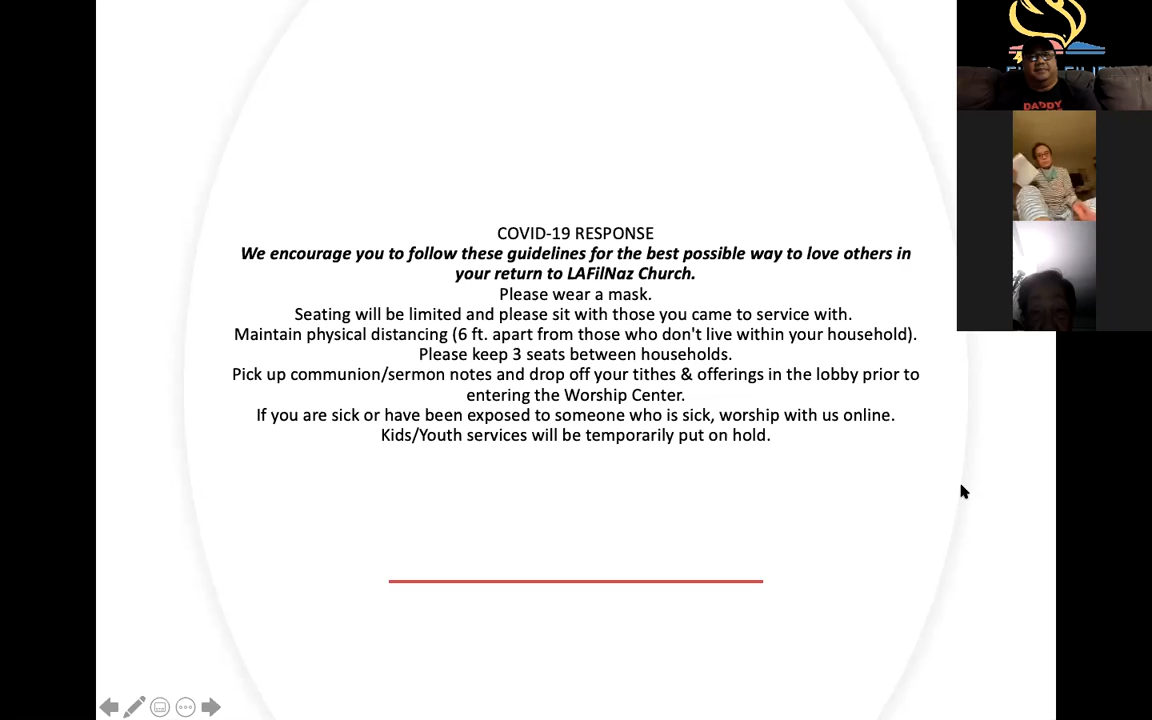 COVID-19 RESPONSE
We encourage you to follow these guidelines for the best possible way to love others in
your return to LAFilNaz Church.
Please wear a mask.
Seating will be limited and please sit with those you came to service with.
Maintain physical distancing (6 ft. apart from those who don't live within your household).
Please keep 3 seats between households.
Pick up communion/sermon notes and drop off your tithes & offerings in the lobby prior to
entering the Worship Center.
If you are sick or have been exposed to someone who is sick, worship with us online.
Kids/Youth services will be temporarily put on hold.
DADDY